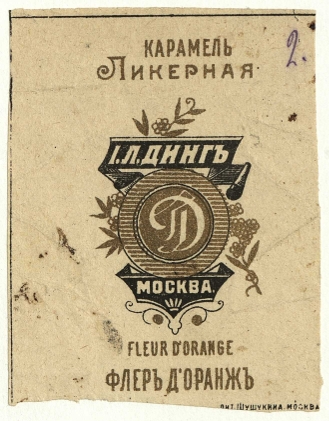 КАРАМЕЛЬ
2.
ЛИКЕРНАЯ
І.Л.ДИНГЪ
Д
МОСКВА.
FLEUR D'ORANGE
ФЛЕРЪ Д'ОРАНЖЪ
ЛИТ. ШУШУКИНА. МОСКВА